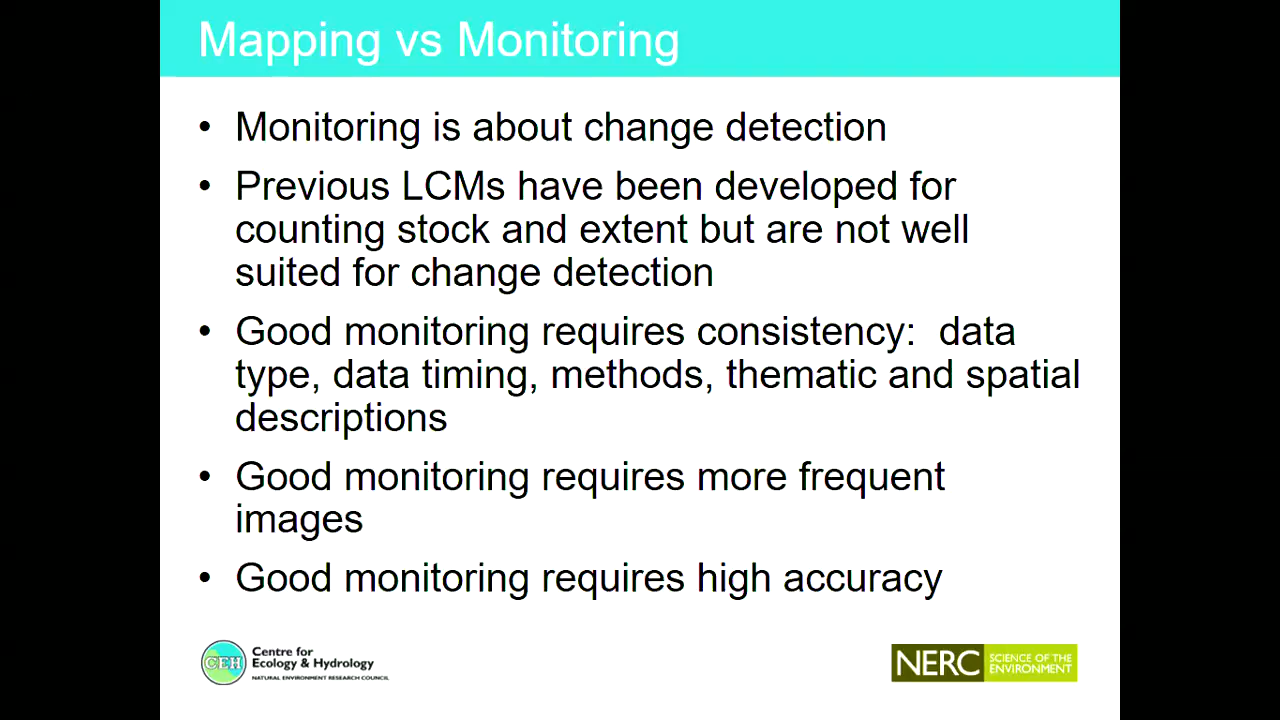 Mapping vs Monitoring
• Monitoring is about change detection
• Previous LCMs have been developed for
counting stock and extent but are not well
suited for change detection
• Good monitoring requires consistency:  data
type, data timing, methods, thematic and spatial
descriptions
• Good monitoring requires more frequent
images
• Good monitoring requires high accuracy
CEH
Centre for
Ecology & Hydrology
NATURAL ENVIRONMENT RESEARCH COUNCIL
NERC
SCIENCE OF THE
ENVIRONMENT